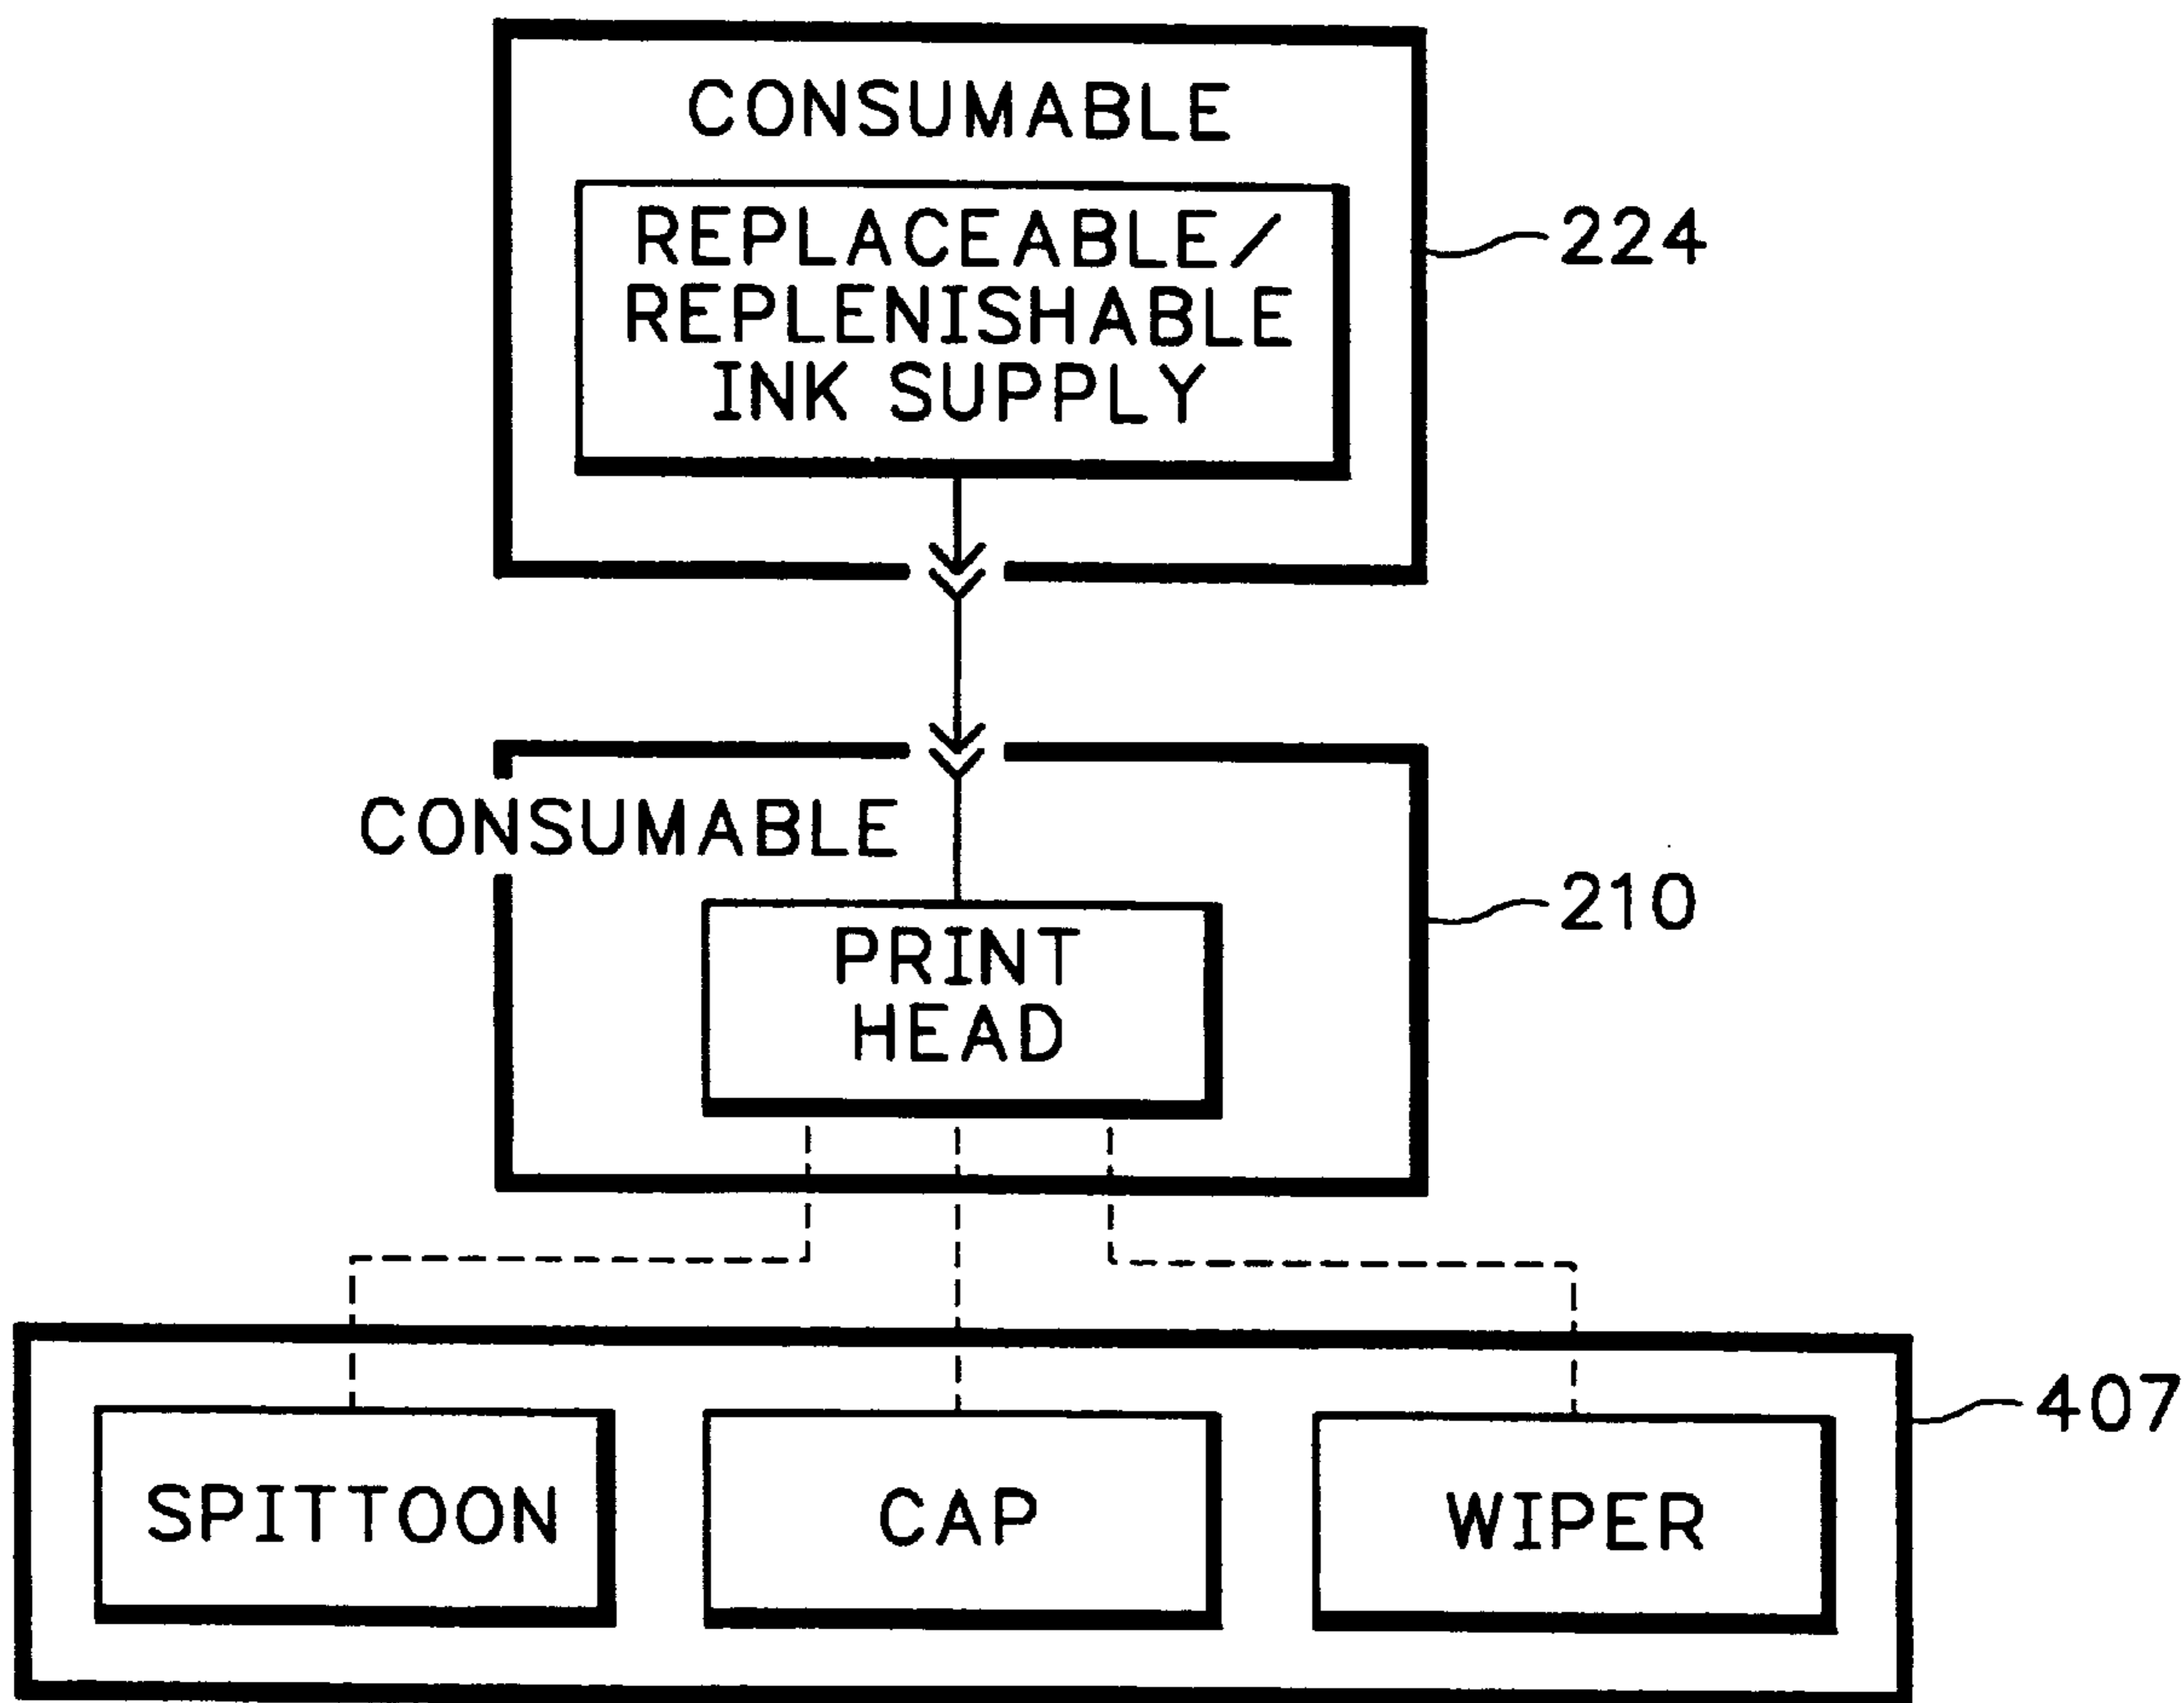 CONSUMABLE
REPLACEABLE/
REPLENISHABLE
INK SUPPLY
224
CONSUMABLE
210
PRINT
HEAD
407
SPITTOON
CAP
WIPER